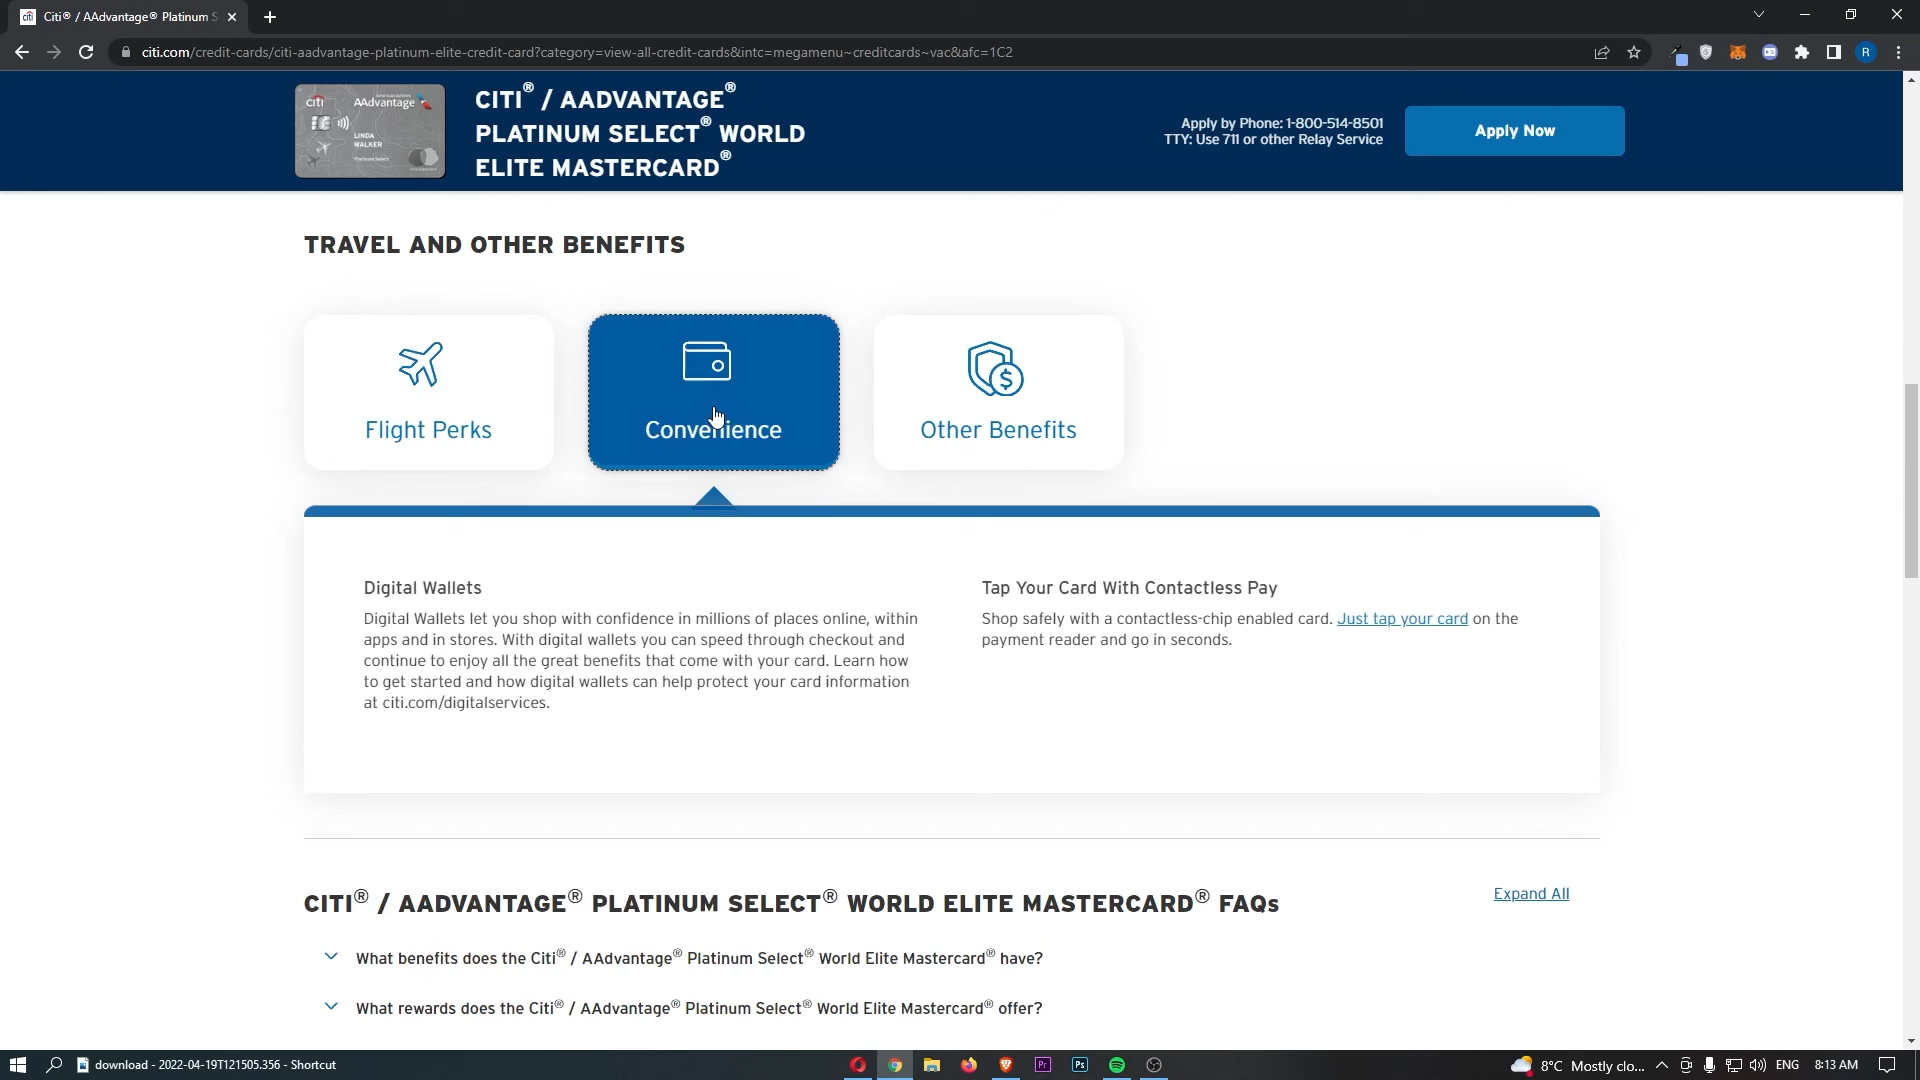 Citi® / AAdvantage® Platinum S
citi.com/credit-cards/citi-aadvantage-platinum-elite-credit-card?category=view-all-credit-cards&intc=megamenu~creditcards~vac&afc=1C2
R
citi AAdvantage
LINDA
WALKER
Platinum Select
CITI® / AADVANTAGE®
PLATINUM SELECT® WORLD
ELITE MASTERCARD®
Apply by Phone: 1-800-514-8501
TTY: Use 711 or other Relay Service
Apply Now
TRAVEL AND OTHER BENEFITS
Flight Perks
Convenience
Other Benefits
Digital Wallets
Digital Wallets let you shop with confidence in millions of places online, within
apps and in stores. With digital wallets you can speed through checkout and
continue to enjoy all the great benefits that come with your card. Learn how
to get started and how digital wallets can help protect your card information
at citi.com/digitalservices.
Tap Your Card With Contactless Pay
Shop safely with a contactless-chip enabled card. Just tap your card on the
payment reader and go in seconds.
CITI® / AADVANTAGE® PLATINUM SELECT® WORLD ELITE MASTERCARD® FAQs
Expand All
What benefits does the Citi® / AAdvantage® Platinum Select® World Elite Mastercard® have?
What rewards does the Citi® / AAdvantage® Platinum Select® World Elite Mastercard® offer?
download - 2022-04-19T121505.356 - Shortcut
Pr
Ps
8°C Mostly clo...
ENG
8:13 AM